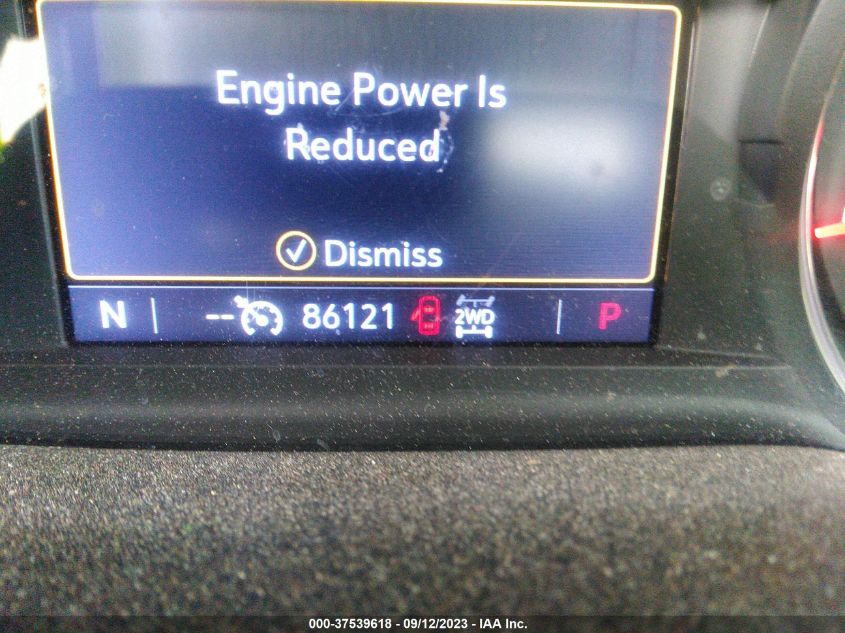 Engine Power Is
Reduced
Dismiss
N -- 86121 2WD P
000-37539618 - 09/12/2023 - IAA Inc.